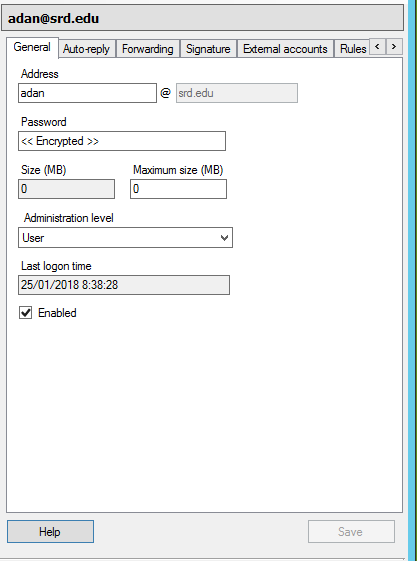 adan@srd.edu
General Auto-reply Forwarding Signature External accounts Rules < >
Address
adan @ srd.edu
Password
<< Encrypted >>
Size (MB) Maximum size (MB)
0 0
Administration level
User
Last logon time
25/01/2018 8:38:28
Enabled
Help Save